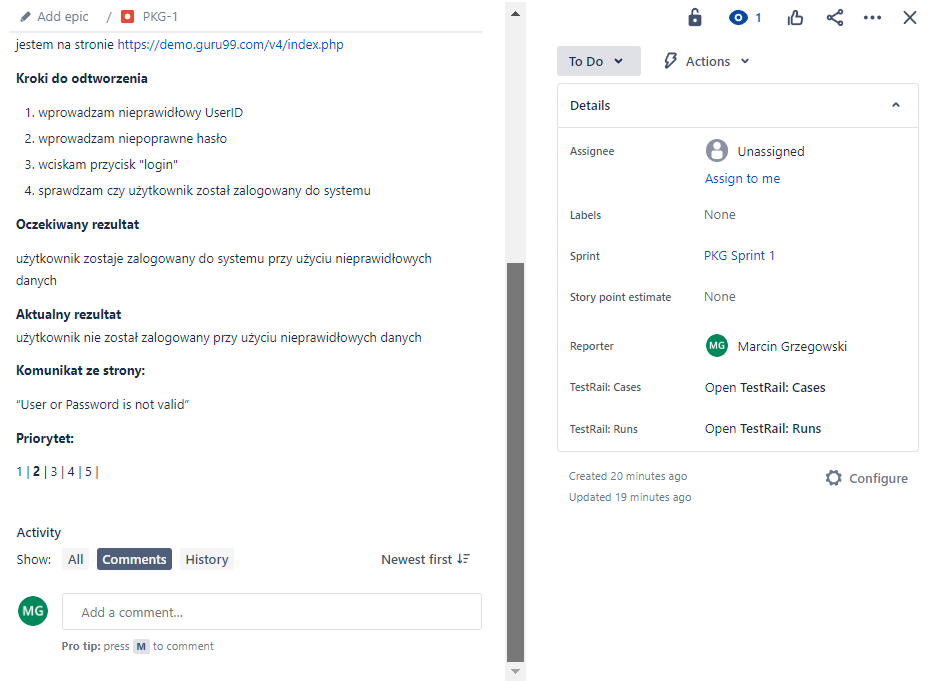 Add epic / PKG-1
jestem na stronie https://demo.guru99.com/v4/index.php
Kroki do odtworzenia
1. wprowadzam nieprawidłowy UserID
2. wprowadzam niepoprawne hasło
3. wciskam przycisk "login"
4. sprawdzam czy użytkownik został zalogowany do systemu
Oczekiwany rezultat
użytkownik zostaje zalogowany do systemu przy użyciu nieprawidłowych
danych
Aktualny rezultat
użytkownik nie został zalogowany przy użyciu nieprawidłowych danych
Komunikat ze strony:
“User or Password is not valid”
Priorytet:
1 | 2 | 3 | 4 | 5 |
Activity
Show: All Comments History Newest first
MG Add a comment...
Pro tip: press M to comment
1
To Do Actions
Details
Assignee Unassigned
Assign to me
Labels None
Sprint PKG Sprint 1
Story point estimate None
Reporter MG Marcin Grzegowski
TestRail: Cases Open TestRail: Cases
TestRail: Runs Open TestRail: Runs
Created 20 minutes ago Configure
Updated 19 minutes ago